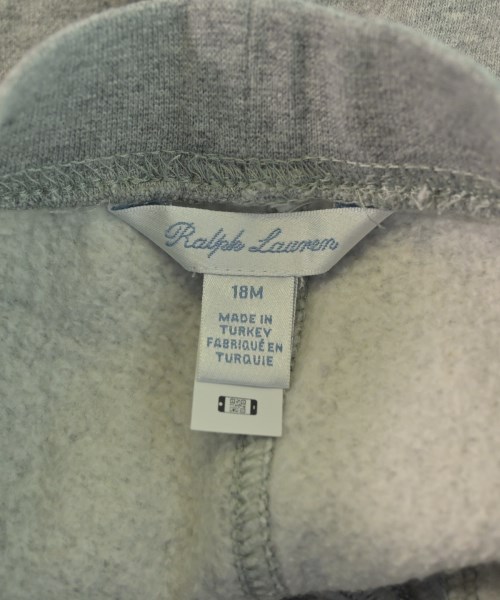 Ralph Lauren
18M
MADE IN
TURKEY
FABRIQUÉ EN
TURQUIE